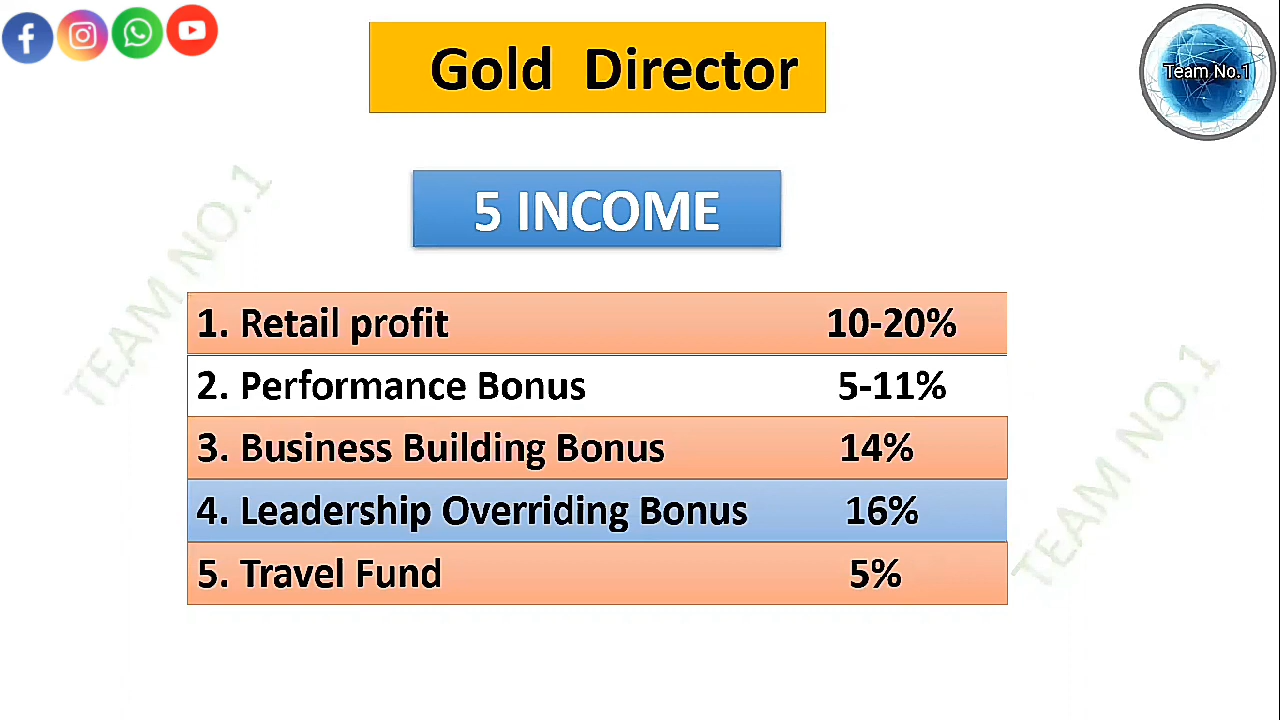 Gold Director
Team No.1
5 INCOME
1. Retail profit 10-20%
2. Performance Bonus 5-11%
3. Business Building Bonus 14%
4. Leadership Overriding Bonus 16%
5. Travel Fund 5%
TEAM NO.1
TEAM NO.1